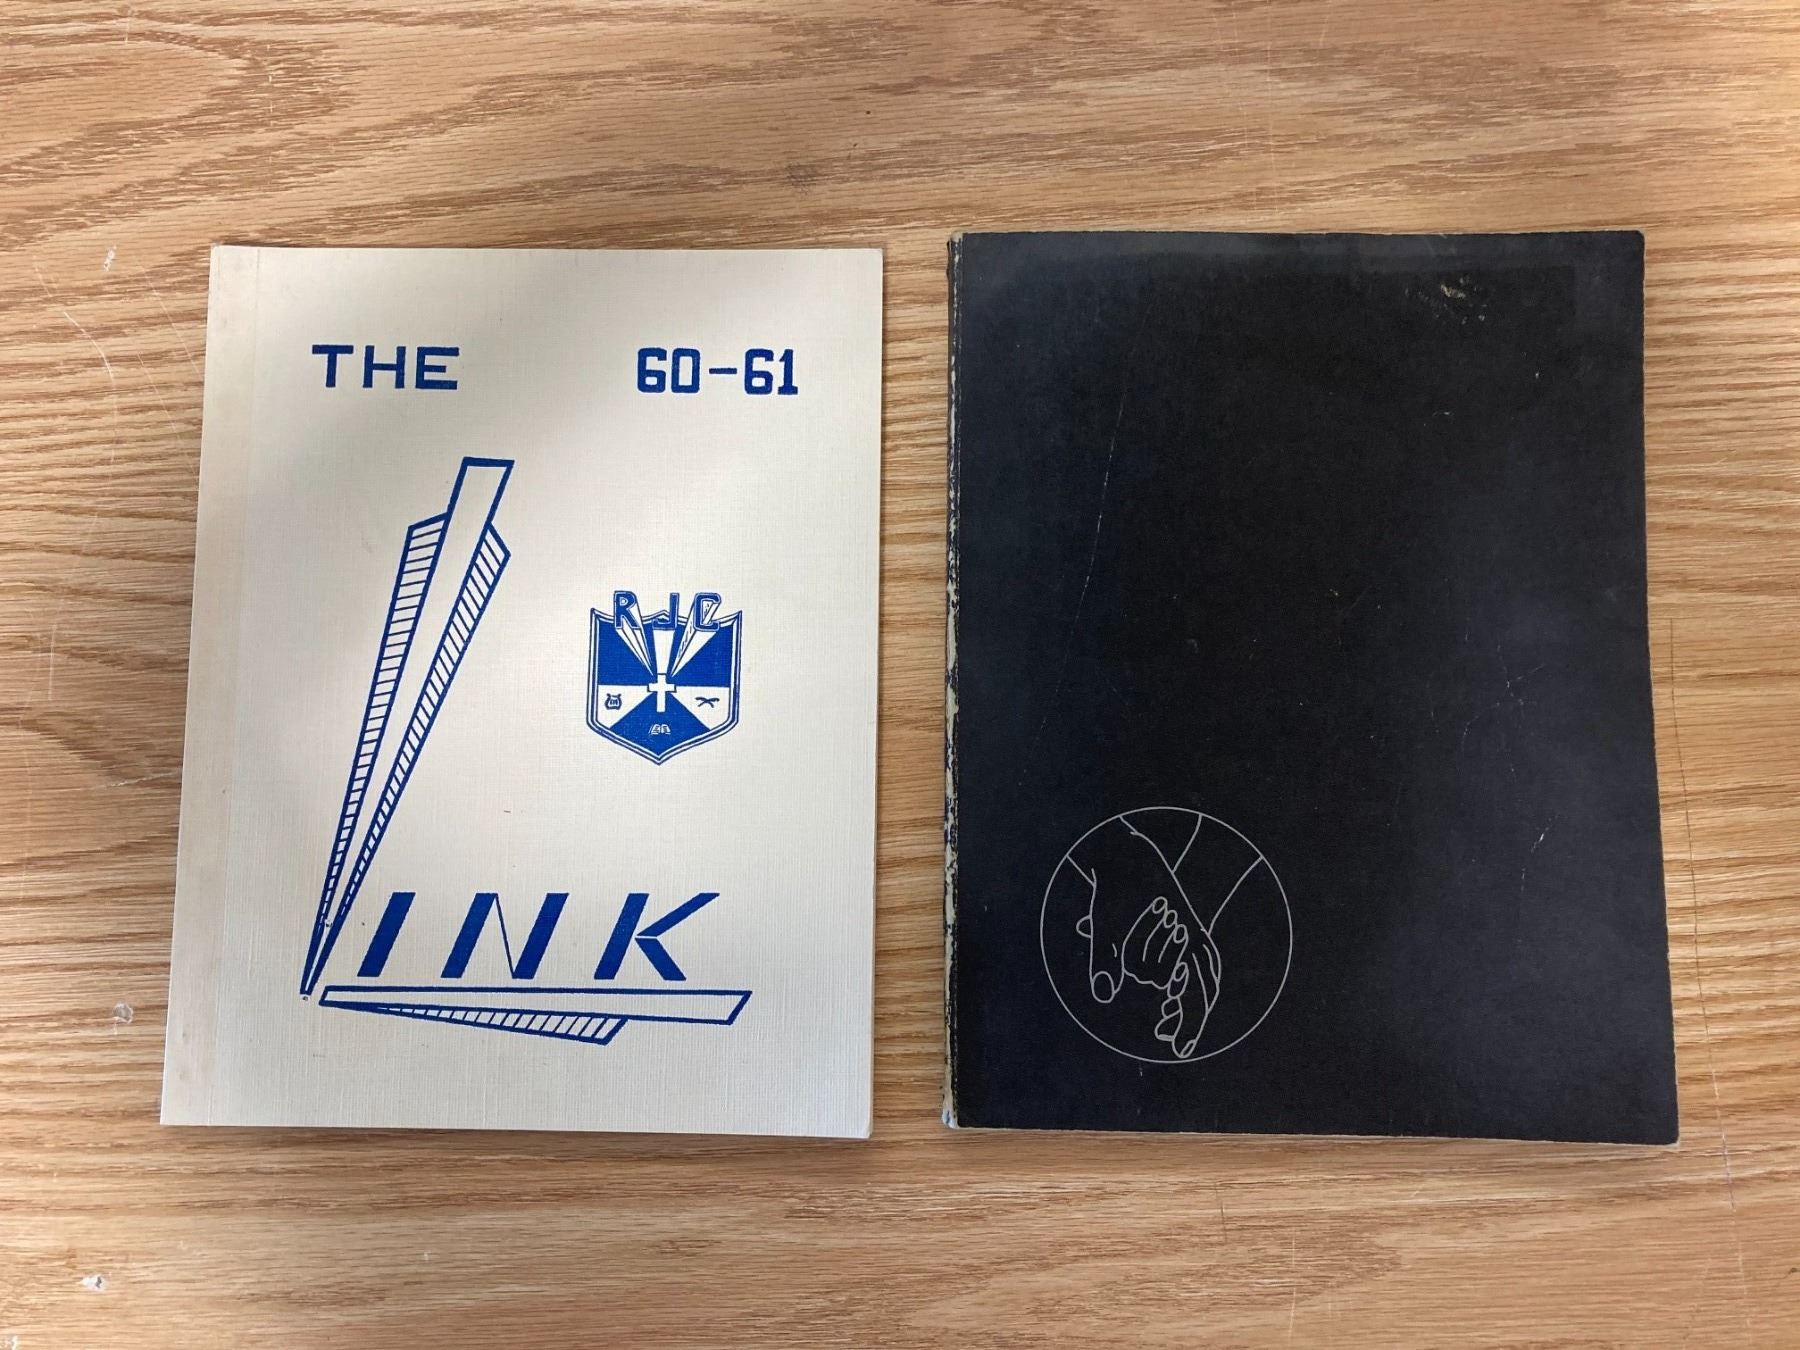 THE 60-61
RJC
LINK